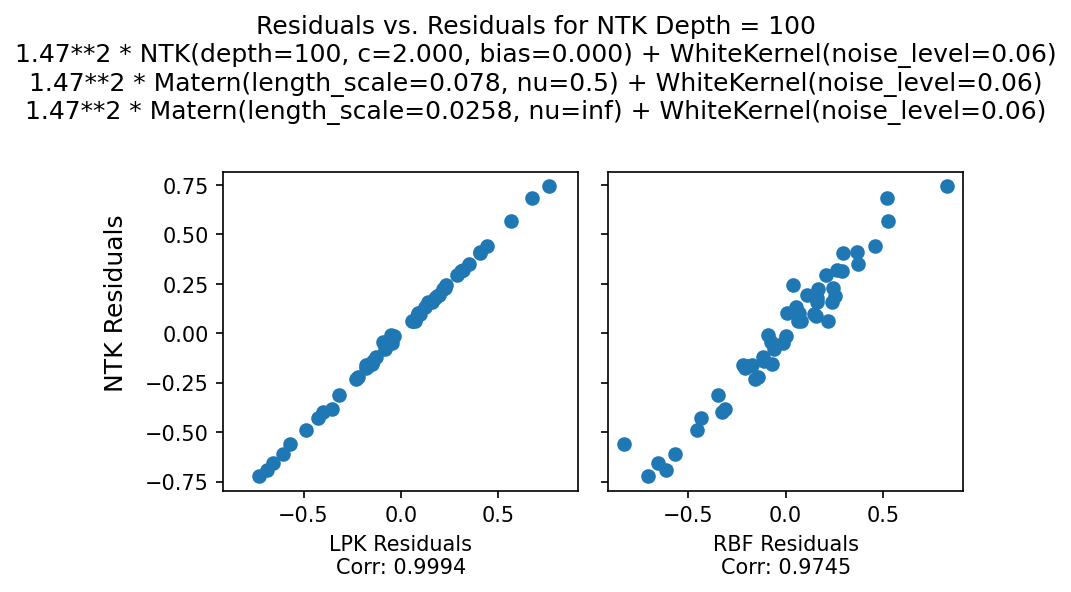 Residuals vs. Residuals for NTK Depth = 100
1.47**2 * NTK(depth=100, c=2.000, bias=0.000) + WhiteKernel(noise_level=0.06)
1.47**2 * Matern(length_scale=0.078, nu=0.5) + WhiteKernel(noise_level=0.06)
1.47**2 * Matern(length_scale=0.0258, nu=inf) + WhiteKernel(noise_level=0.06)
NTK Residuals
0.75
0.50
0.25
0.00
−0.25
−0.50
−0.75
−0.5 0.0 0.5
LPK Residuals
Corr: 0.9994
−0.5 0.0 0.5
RBF Residuals
Corr: 0.9745